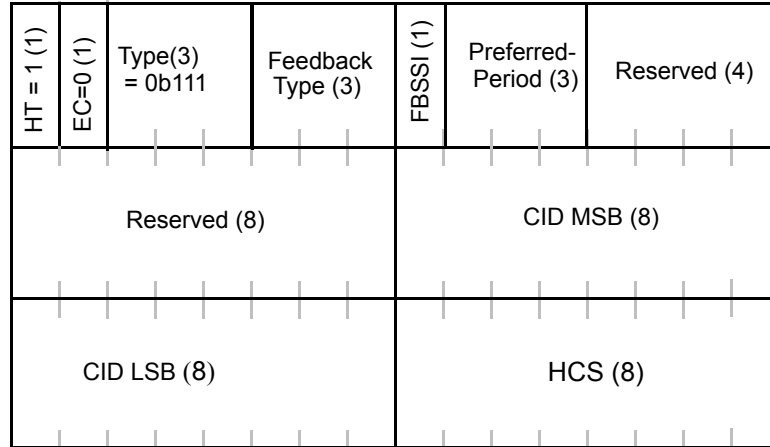 HT = 1 (1)
EC=0 (1)
Type(3)
= 0b111
Feedback
Type (3)
FBSSI (1)
Preferred-
Period (3)
Reserved (4)
Reserved (8)
CID MSB (8)
CID LSB (8)
HCS (8)